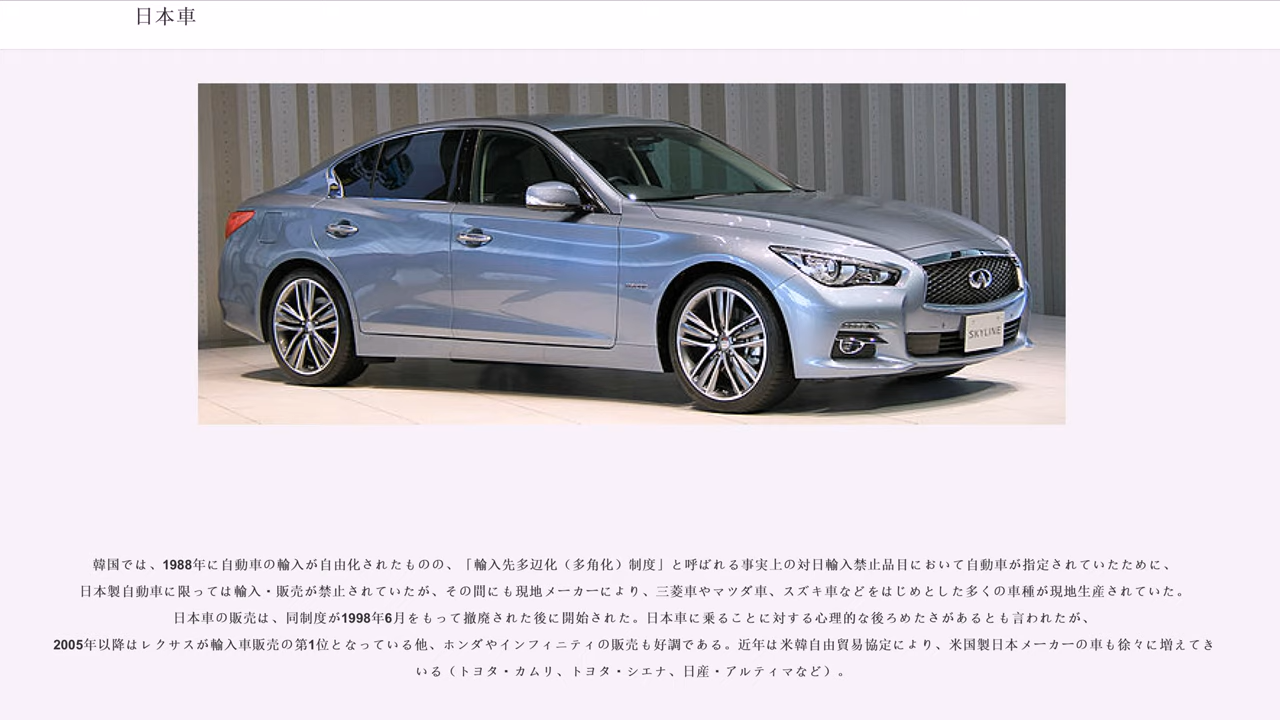 日本車
SKYLINE
韓国では、1988年に自動車の輸入が自由化されたものの、「輸入先多辺化（多角化）制度」と呼ばれる事実上の対日輸入禁止品目において自動車が指定されていたために、
日本製自動車に限っては輸入・販売が禁止されていたが、その間にも現地メーカーにより、三菱車やマツダ車、スズキ車などをはじめとした多くの車種が現地生産されていた。
日本車の販売は、同制度が1998年6月をもって撤廃された後に開始された。日本車に乗ることに対する心理的な後ろめたさがあるとも言われたが、
2005年以降はレクサスが輸入車販売の第1位となっている他、ホンダやインフィニティの販売も好調である。近年は米韓自由貿易協定により、米国製日本メーカーの車も徐々に増えてき
いる（トヨタ・カムリ、トヨタ・シエナ、日産・アルティマなど）。